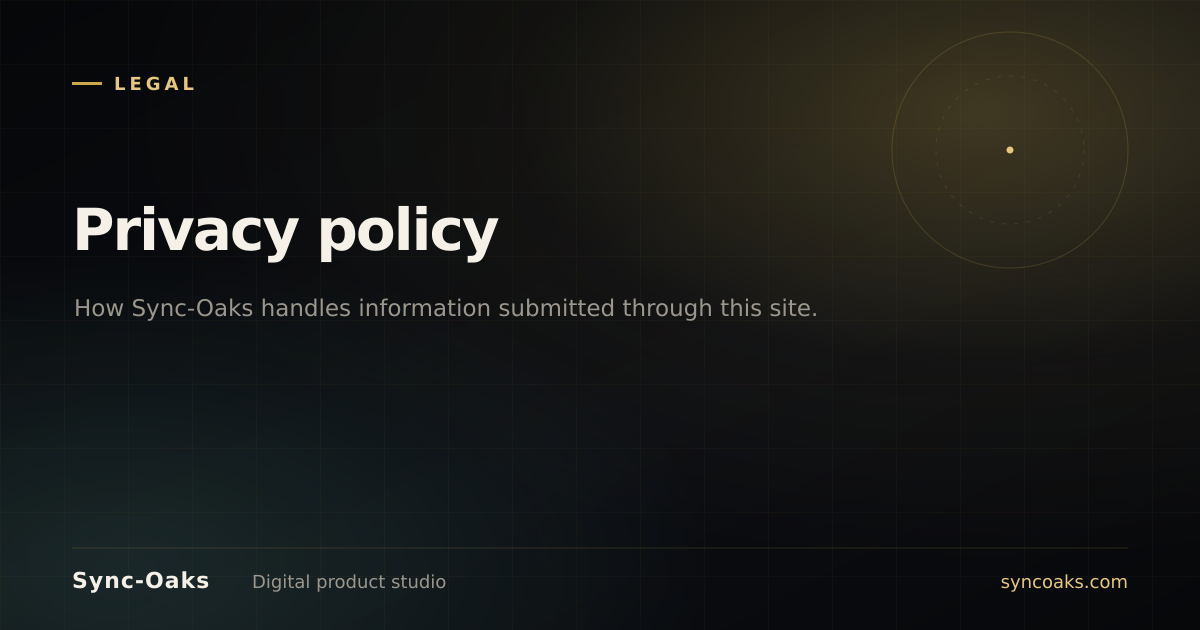 LEGAL
Privacy policy
How Sync-Oaks handles information submitted through this site.
Sync-Oaks
Digital product studio
syncoaks.com